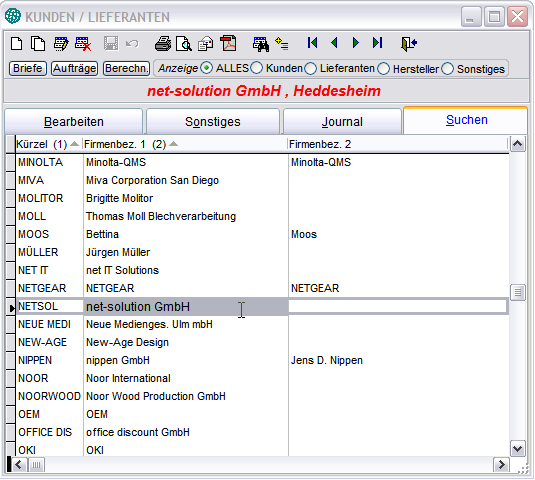 KUNDEN / LIEFERANTEN
Briefe Aufträge Berechn. Anzeige ALLES Kunden Lieferanten Hersteller Sonstiges
net-solution GmbH , Heddesheim
Bearbeiten Sonstiges Journal Suchen
Kürzel (1) Firmenbez. 1 (2) Firmenbez. 2
MINOLTA Minolta-QMS Minolta-QMS
MIVA Miva Corporation San Diego
MOLITOR Brigitte Molitor
MOLL Thomas Moll Blechverarbeitung
MOOS Bettina Moos
MÜLLER Jürgen Müller
NET IT net IT Solutions
NETGEAR NETGEAR NETGEAR
NETSOL net-solution GmbH
NEUE MEDI Neue Medienges. Ulm mbH
NEW-AGE New-Age Design
NIPPEN nippen GmbH Jens D. Nippen
NOOR Noor International
NOORWOOD Noor Wood Production GmbH
OEM OEM
OFFICE DIS office discount GmbH
OKI OKI